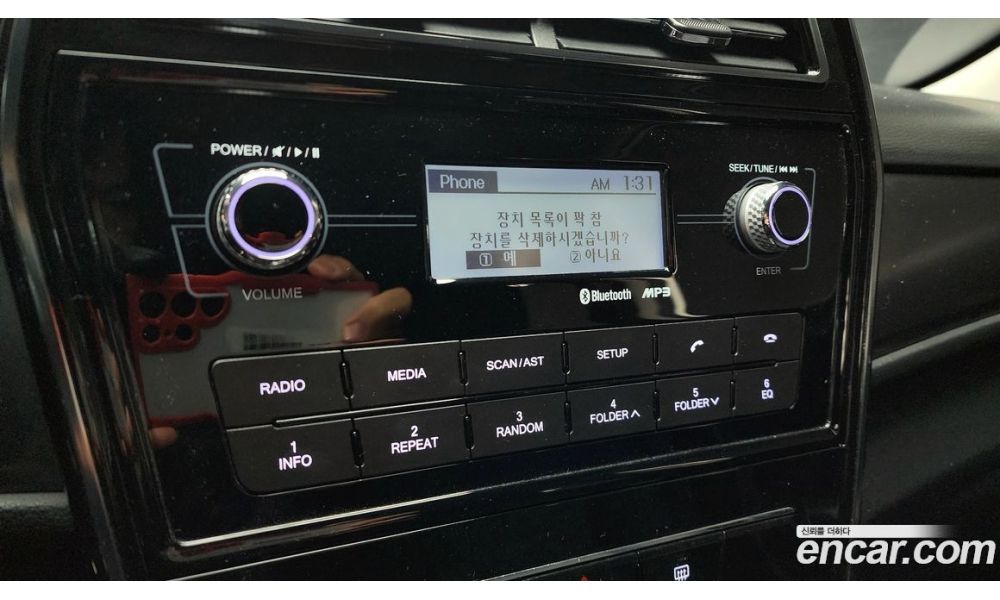 POWER /
SEEK / TUNE /
Phone AM 1:31
장치 목록이 꽉 참
장치를 삭제하시겠습니까?
① 예 ② 아니요
VOLUME
ENTER
Bluetooth MP3
RADIO MEDIA SCAN / AST SETUP
1 INFO 2 REPEAT 3 RANDOM 4 FOLDER 5 FOLDER 6 EQ
신뢰를 더하다
encar.com